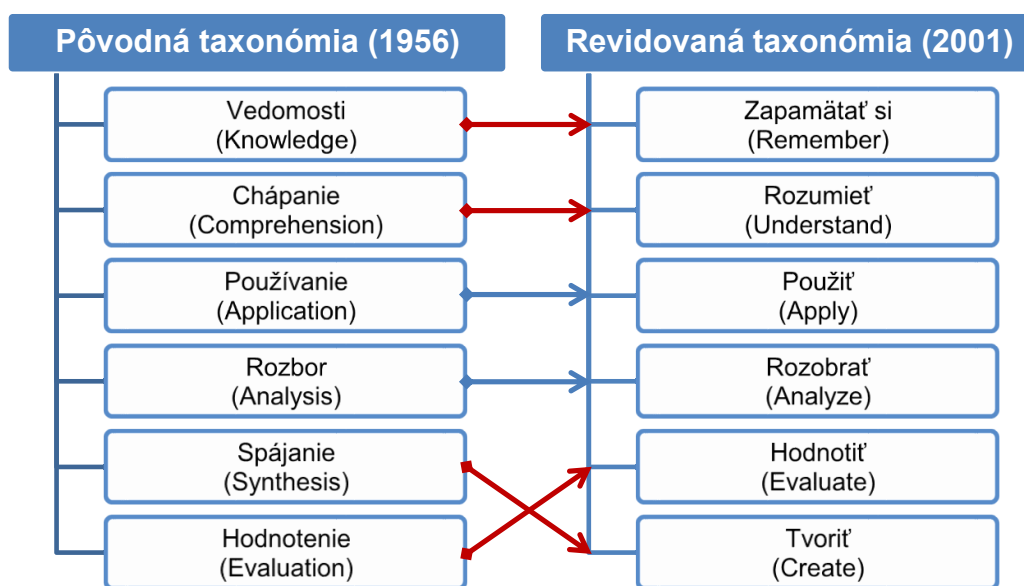 Pôvodná taxonómia (1956)
Vedomosti
(Knowledge)
Chápanie
(Comprehension)
Používanie
(Application)
Rozbor
(Analysis)
Spájanie
(Synthesis)
Hodnotenie
(Evaluation)
Revidovaná taxonómia (2001)
Zapamätať si
(Remember)
Rozumieť
(Understand)
Použiť
(Apply)
Rozobrať
(Analyze)
Hodnotiť
(Evaluate)
Tvoriť
(Create)